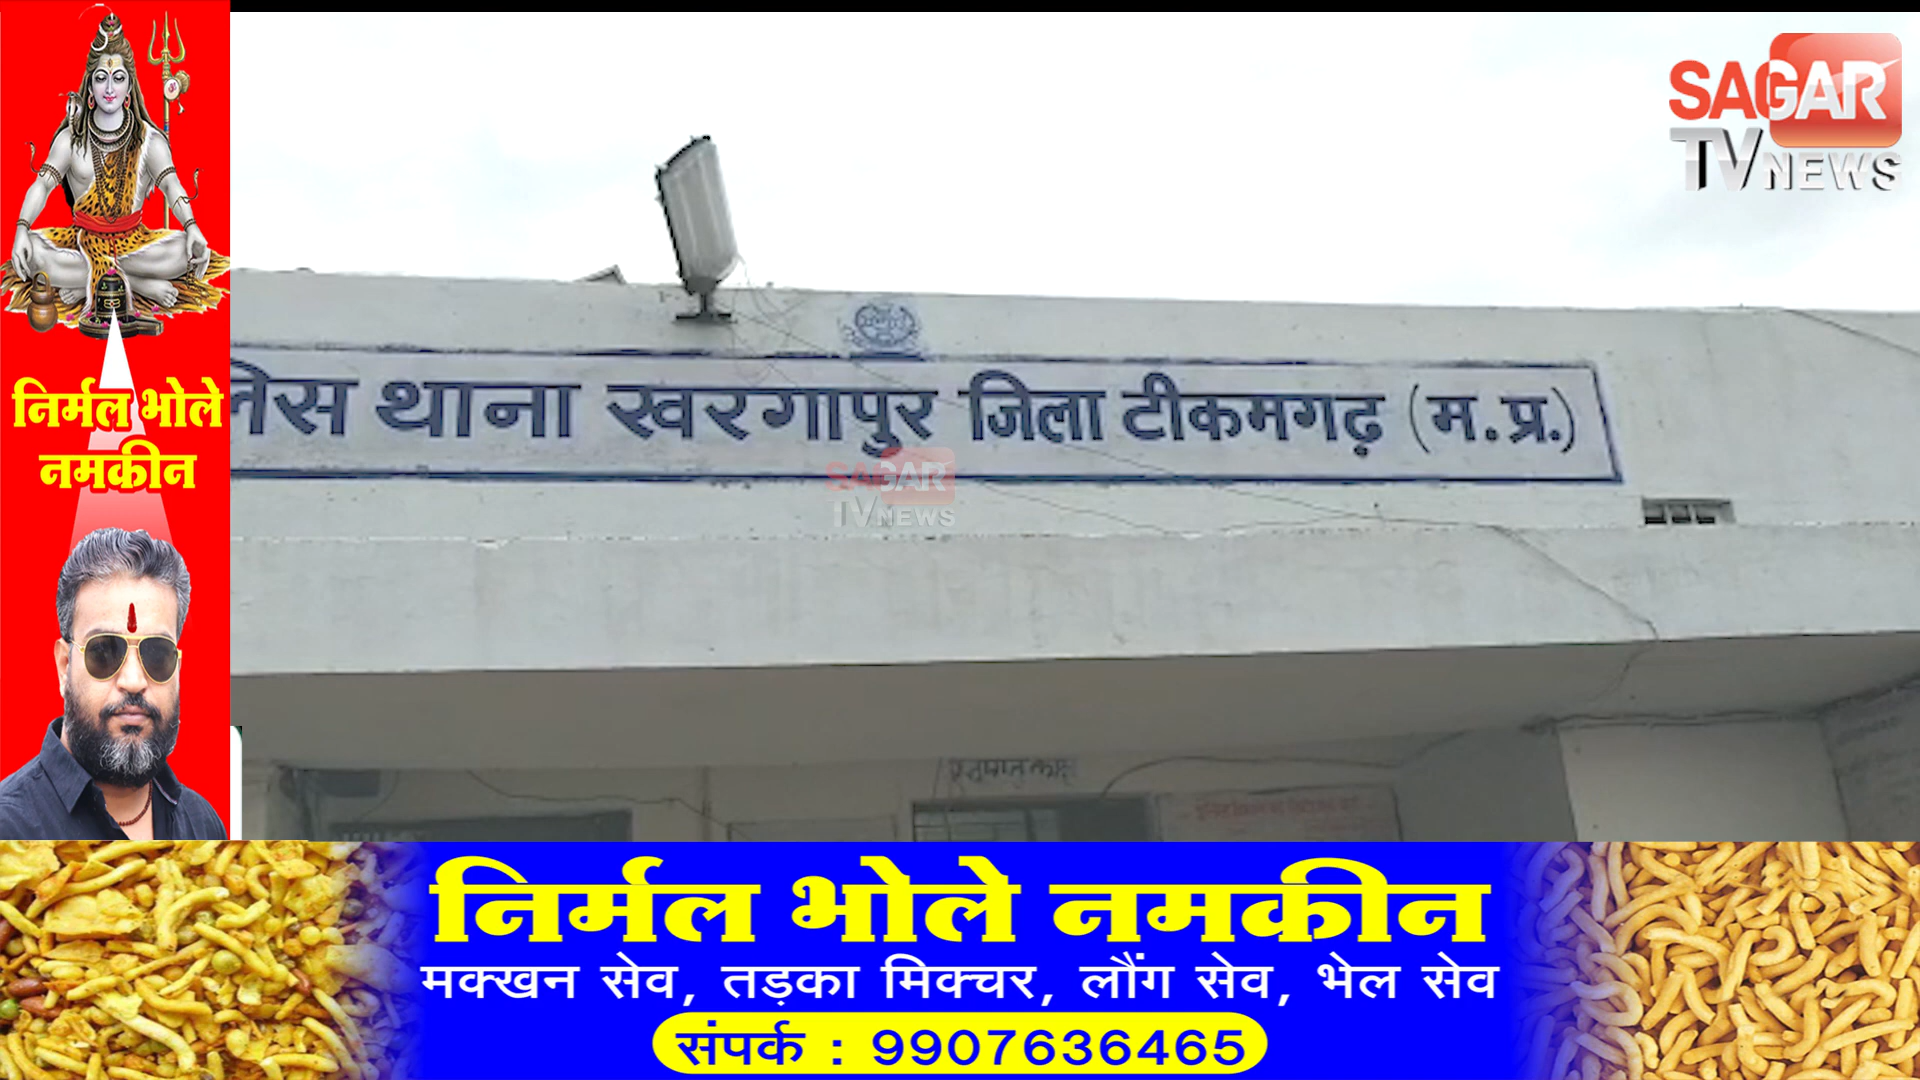 SAGAR
TV NEWS
लिस थाना खरगापुर जिला टीकमगढ़ (म.प्र.)
SAGAR
TV NEWS
निर्मल भोले
नमकीन
निर्मल भोले नमकीन
मक्खन सेव, तड़का मिक्चर, लौंग सेव, भेल सेव
संपर्क : 9907636465